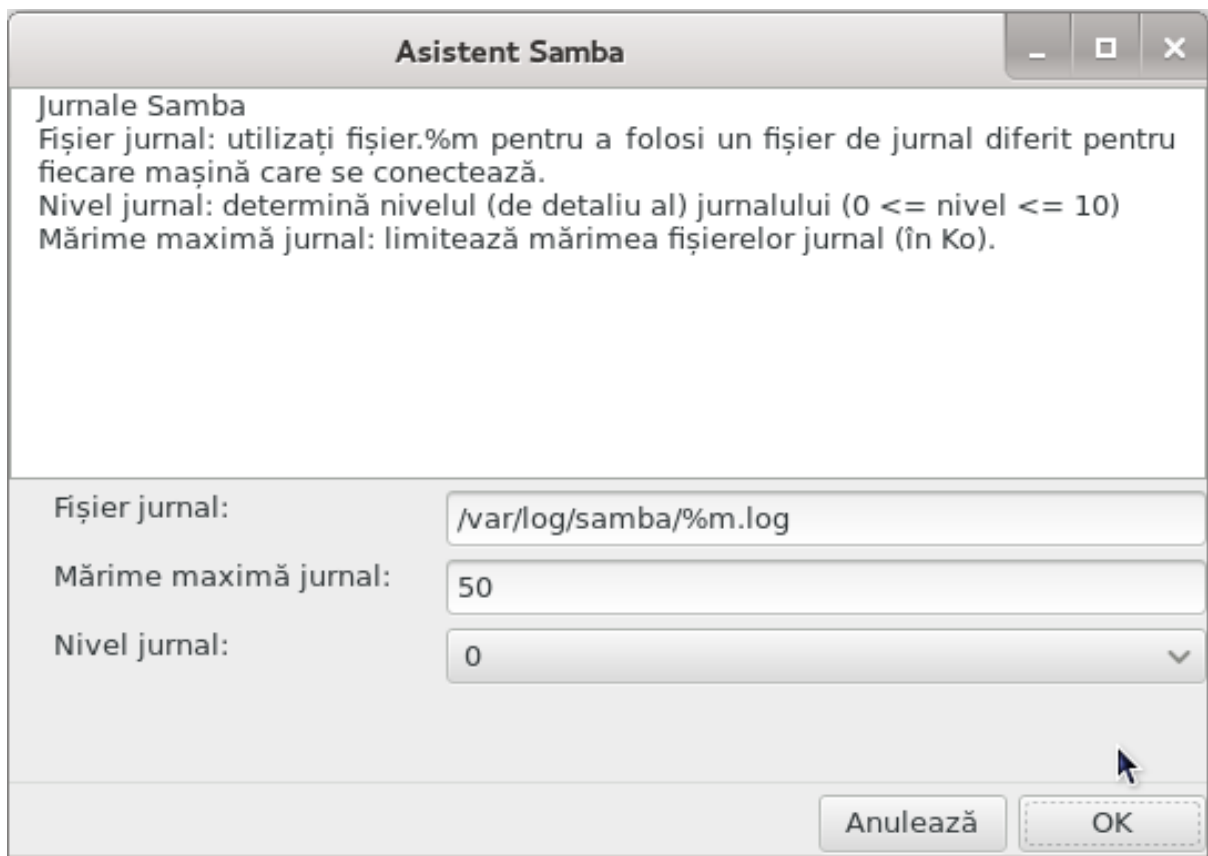 Asistent Samba
Jurnale Samba
Fișier jurnal: utilizați fișier.%m pentru a folosi un fișier de jurnal diferit pentru
fiecare mașină care se conectează.
Nivel jurnal: determină nivelul (de detaliu al) jurnalului (0 <= nivel <= 10)
Mărime maximă jurnal: limitează mărimea fișierelor jurnal (în Ko).
Fișier jurnal:
/var/log/samba/%m.log
Mărime maximă jurnal:
50
Nivel jurnal:
0
Anulează
OK